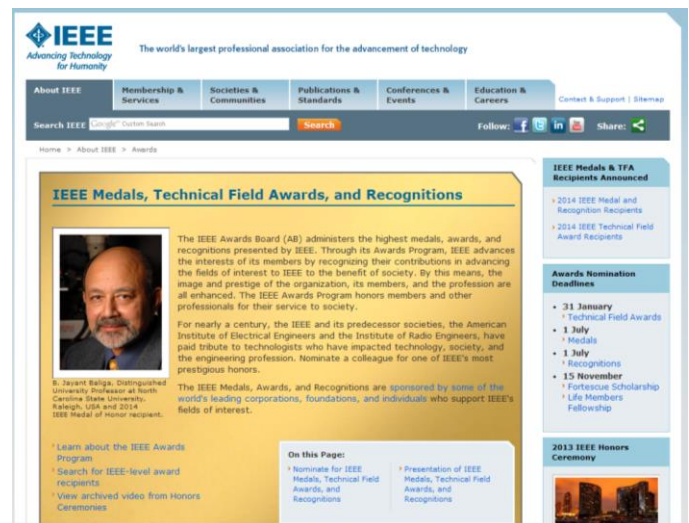 IEEE
Advancing Technology
for Humanity
The world's largest professional association for the advancement of technology
About IEEE
Membership &
Services
Societies &
Communities
Publications &
Standards
Conferences &
Events
Education &
Careers
Contact & Support | Sitemap
Search IEEE Google™ Custom Search
Search
Follow:
Share:
Home > About IEEE > Awards
IEEE Medals, Technical Field Awards, and Recognitions
The IEEE Awards Board (AB) administers the highest medals, awards, and
recognitions presented by IEEE. Through its Awards Program, IEEE advances
the interests of its members by recognizing their contributions in advancing
the fields of interest to IEEE to the benefit of society. By this means, the
image and prestige of the organization, its members, and the profession are
all enhanced. The IEEE Awards Program honors members and other
professionals for their service to society.
For nearly a century, the IEEE and its predecessor societies, the American
Institute of Electrical Engineers and the Institute of Radio Engineers, have
paid tribute to technologists who have impacted technology, society, and
the engineering profession. Nominate a colleague for one of IEEE's most
prestigious honors.
The IEEE Medals, Awards, and Recognitions are sponsored by some of the
world's leading corporations, foundations, and individuals who support IEEE's
fields of interest.
B. Jayant Baliga, Distinguished
University Professor at North
Carolina State University,
Raleigh, USA and 2014
IEEE Medal of Honor recipient.
Learn about the IEEE Awards
Program
Search for IEEE-level award
recipients
View archived video from Honors
Ceremonies
On this Page:
Nominate for IEEE
Medals, Technical Field
Awards, and
Recognitions
Presentation of IEEE
Medals, Technical Field
Awards, and
Recognitions
IEEE Medals & TFA
Recipients Announced
2014 IEEE Medal and
Recognition Recipients
2014 IEEE Technical Field
Award Recipients
Awards Nomination
Deadlines
• 31 January
Technical Field Awards
• 1 July
Medals
• 1 July
Recognitions
• 15 November
Fortescue Scholarship
Life Members
Fellowship
2013 IEEE Honors
Ceremony